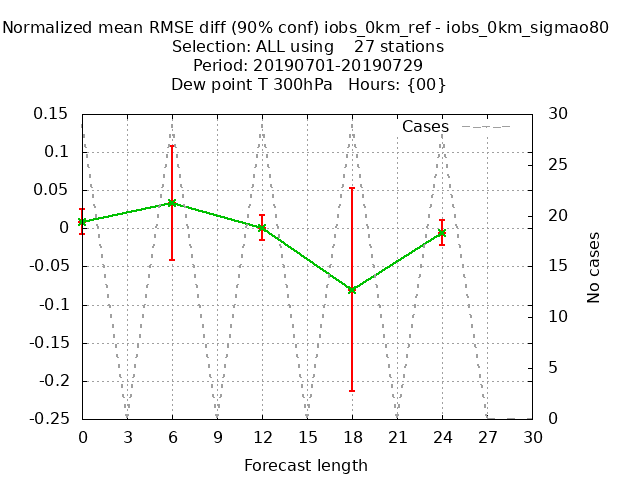 Normalized mean RMSE diff (90% conf) iobs_0km_ref - iobs_0km_sigmao80
Selection: ALL using 27 stations
Period: 20190701-20190729
Dew point T 300hPa Hours: {00}
Cases
0.15
0.1
0.05
0
-0.05
-0.1
-0.15
-0.2
-0.25
30
25
20
15
10
5
0
No cases
0 3 6 9 12 15 18 21 24 27 30
Forecast length